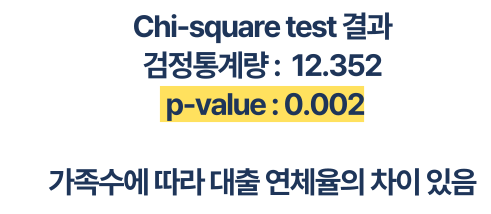 Chi-square test 결과
검정통계량 : 12.352
p-value : 0.002
가족수에 따라 대출 연체율의 차이 있음